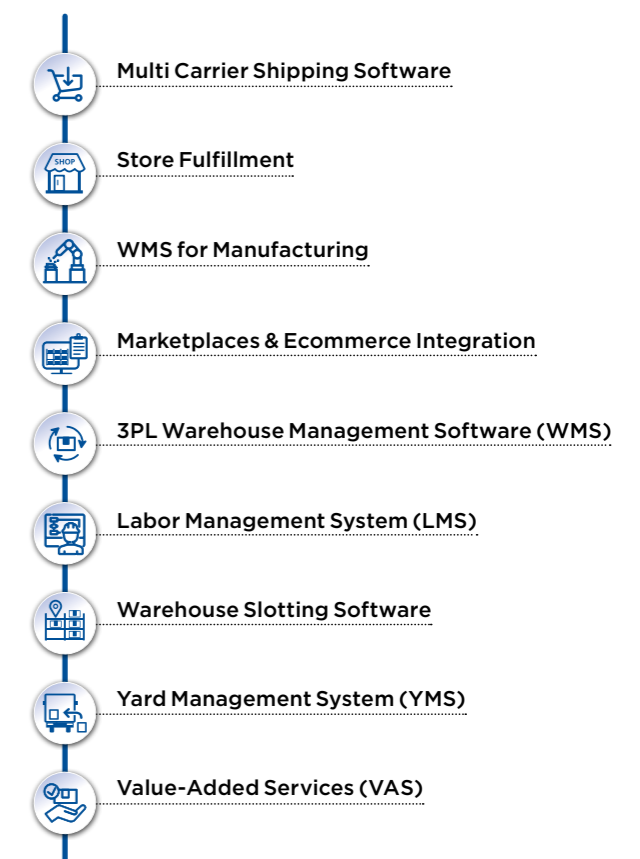 Multi Carrier Shipping Software
SHOP
Store Fulfillment
WMS for Manufacturing
Marketplaces & Ecommerce Integration
3PL Warehouse Management Software (WMS)
Labor Management System (LMS)
Warehouse Slotting Software
Yard Management System (YMS)
Value-Added Services (VAS)